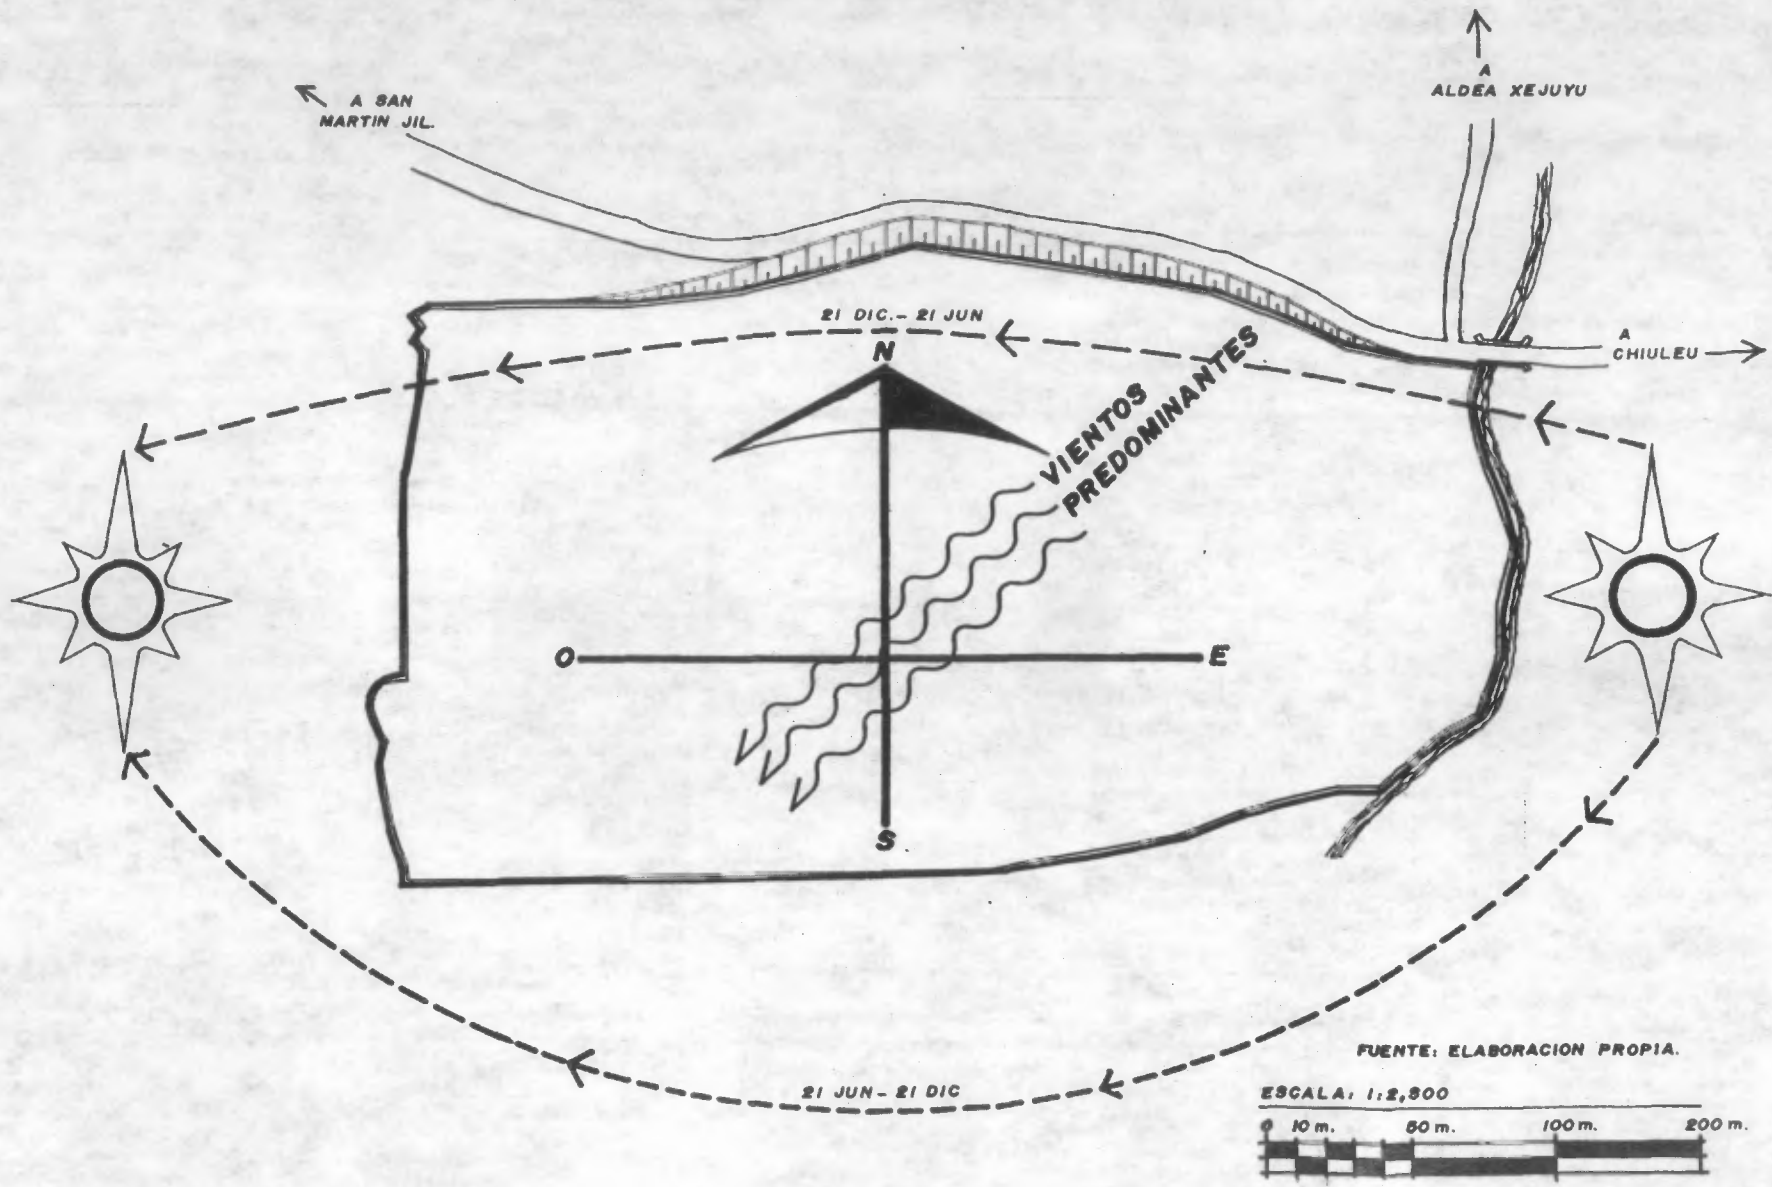 A
ALDEA XEJUYU
A SAN
MARTIN JIL.
21 DIC.- 21 JUN
N
A
CHIULEU
VIENTOS
PREDOMINANTES
O
E
S
FUENTE: ELABORACION PROPIA.
21 JUN- 21 DIC
ESCALA: 1:2,500
0 10 m. 50 m. 100 m. 200 m.